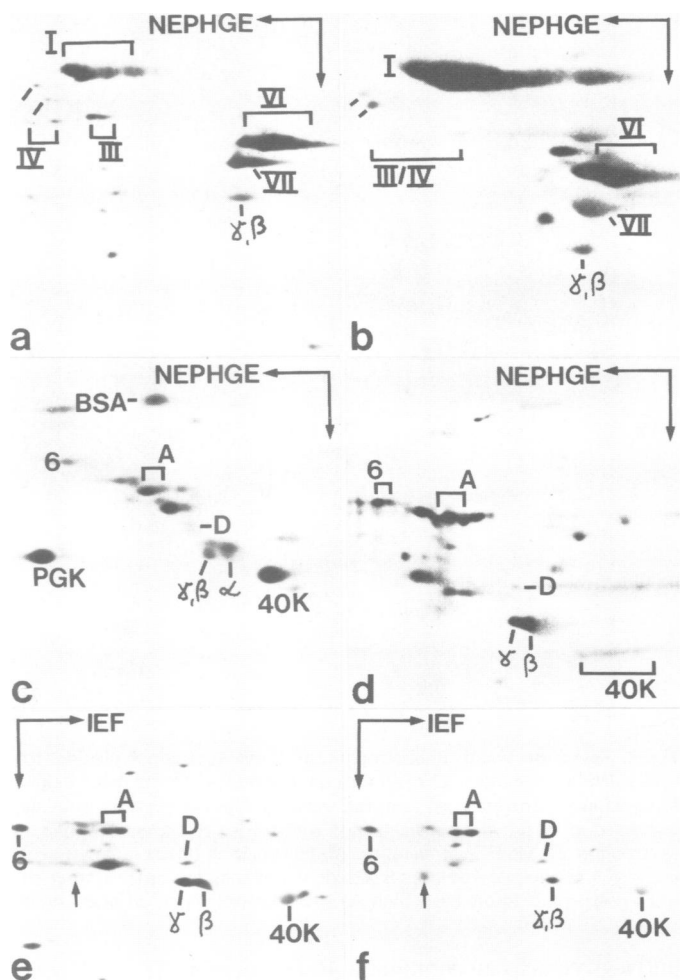 NEPHGE
I
VI
IV
III
VII
ɣ,β
a
NEPHGE
I
VI
III/IV
VII
ɣ,β
b
NEPHGE
BSA
6
A
D
PGK
ɣ,β
α
40K
c
NEPHGE
6
A
D
ɣ
β
40K
d
IEF
A
D
6
ɣ
β
40K
e
IEF
A
D
6
ɣ,β
40K
f